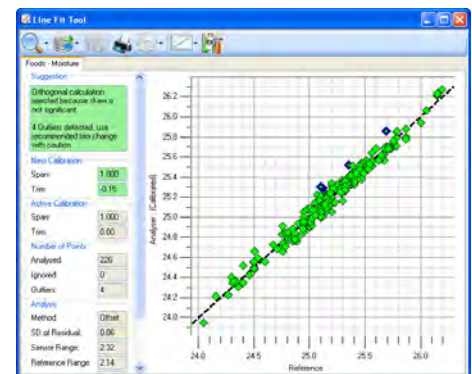 Line Fit Tool
Foods - Moisture
Suggestion
Orthogonal calculation
rejected because skew is
not significant.
4 Outliers detected, use
recommended trim change
with caution.
New Calibration
Span: 1.000
Trim: -0.15
Active Calibration
Span: 1.000
Trim: 0.00
Number of Points
Analysed: 226
Ignored: 0
Outliers: 4
Analysis
Method: Offset
SD of Residual: 0.06
Sensor Range: 2.32
Reference Range: 2.14
Analyser (Calibrated)
26.2
26.0
25.8
25.6
25.4
25.2
25.0
24.8
24.6
24.4
24.2
24.0
24.0 24.5 25.0 25.5 26.0
Reference